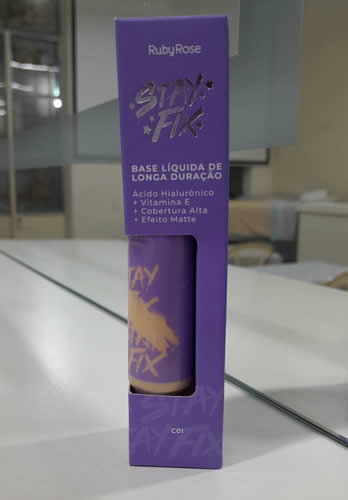 RubyRose
STAY
FIX
BASE LÍQUIDA DE
LONGA DURAÇÃO
Ácido Hialurônico
+ Vitamina E
+ Cobertura Alta
+ Efeito Matte
STAY
FIX
STAY
STAY FIX
C01